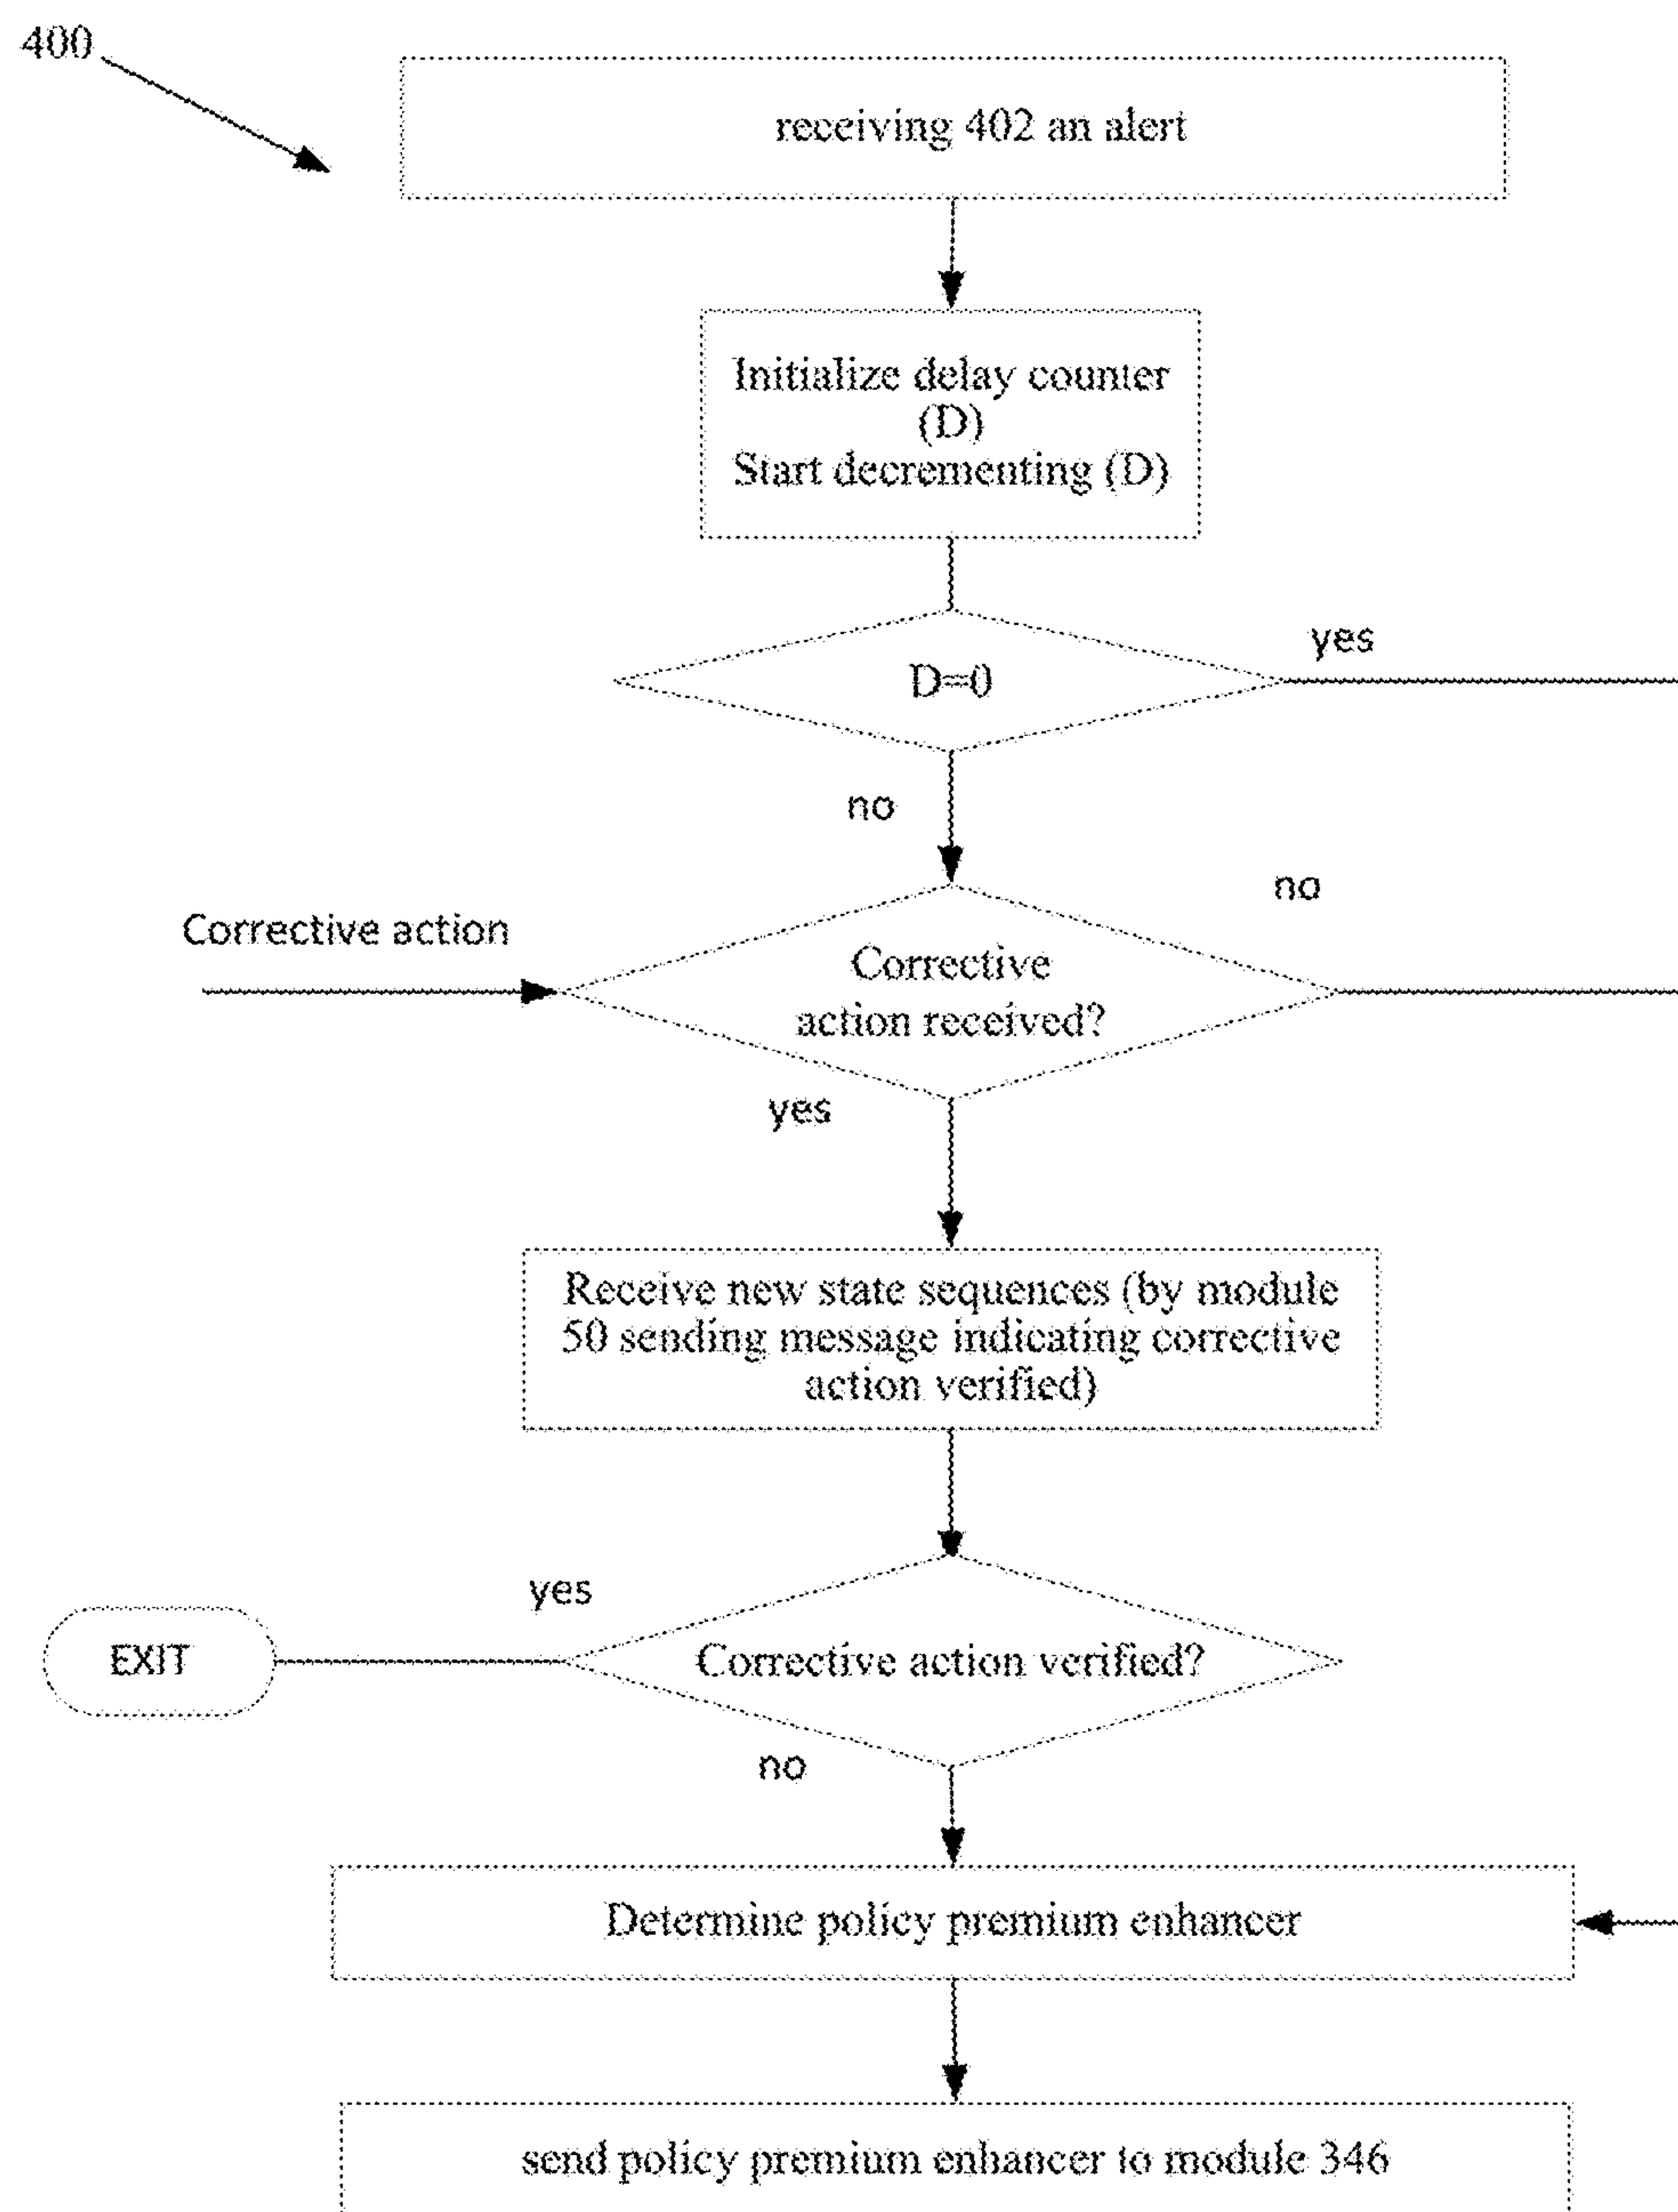 400
receiving 402 an alert
Initialize delay counter
(D)
Start decrementing (D)
yes
D=0
no
no
Corrective action
Corrective
action received?
yes
Receive new state sequences (by module
50 sending message indicating corrective
action verified)
yes
EXIT
Corrective action verified?
no
Determine policy premium enhancer
send policy premium enhancer to module 346